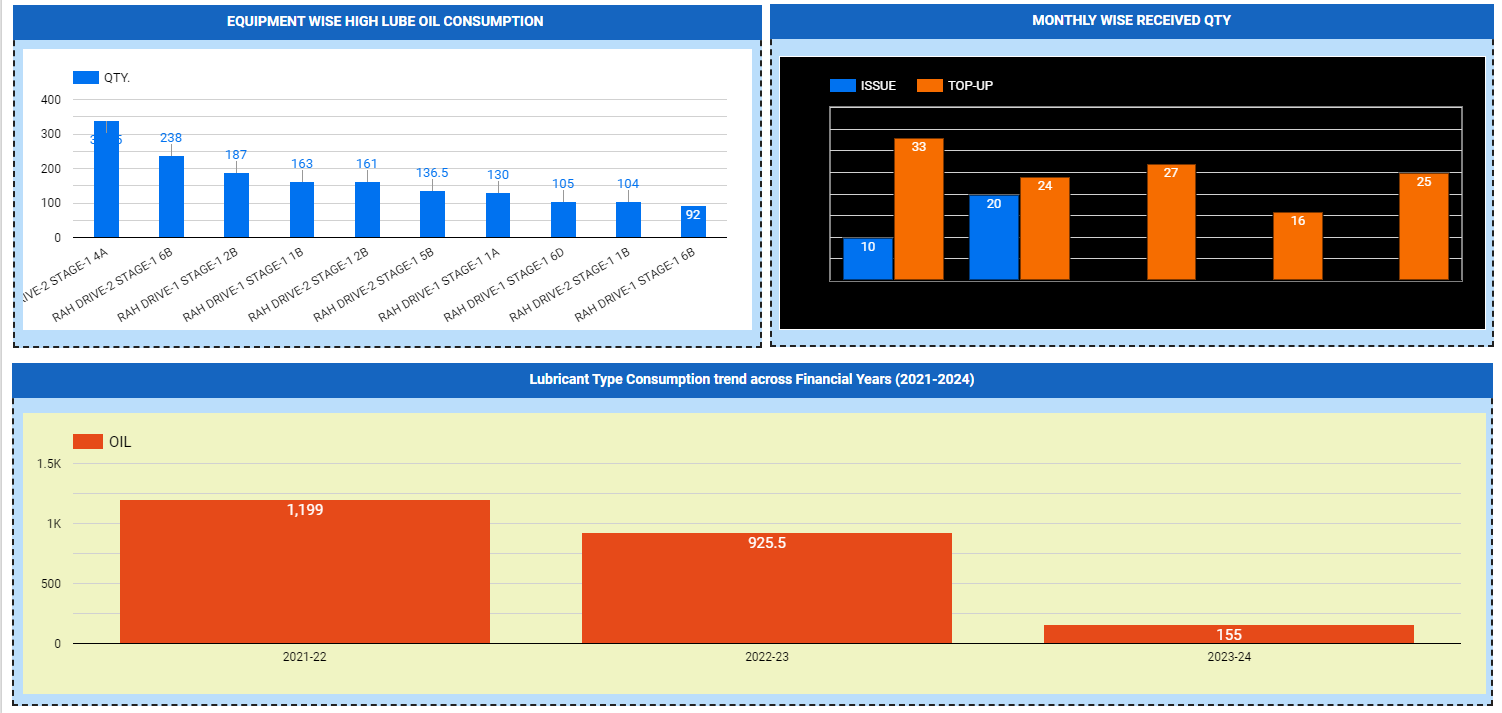 EQUIPMENT WISE HIGH LUBE OIL CONSUMPTION
QTY.
400
300
200
100
0
238
187
163
161
136.5
130
105
104
92
DRIVE-2 STAGE-1 4A
RAH DRIVE-2 STAGE-1 6B
RAH DRIVE-1 STAGE-1 2B
RAH DRIVE-1 STAGE-1 1B
RAH DRIVE-2 STAGE-1 2B
RAH DRIVE-2 STAGE-1 5B
RAH DRIVE-1 STAGE-1 1A
RAH DRIVE-1 STAGE-1 6D
RAH DRIVE-2 STAGE-1 1B
RAH DRIVE-1 STAGE-1 6B
MONTHLY WISE RECEIVED QTY
ISSUE TOP-UP
10
33
20
24
27
16
25
Lubricant Type Consumption trend across Financial Years (2021-2024)
OIL
1.5K
1K
500
0
1,199
925.5
155
2021-22
2022-23
2023-24